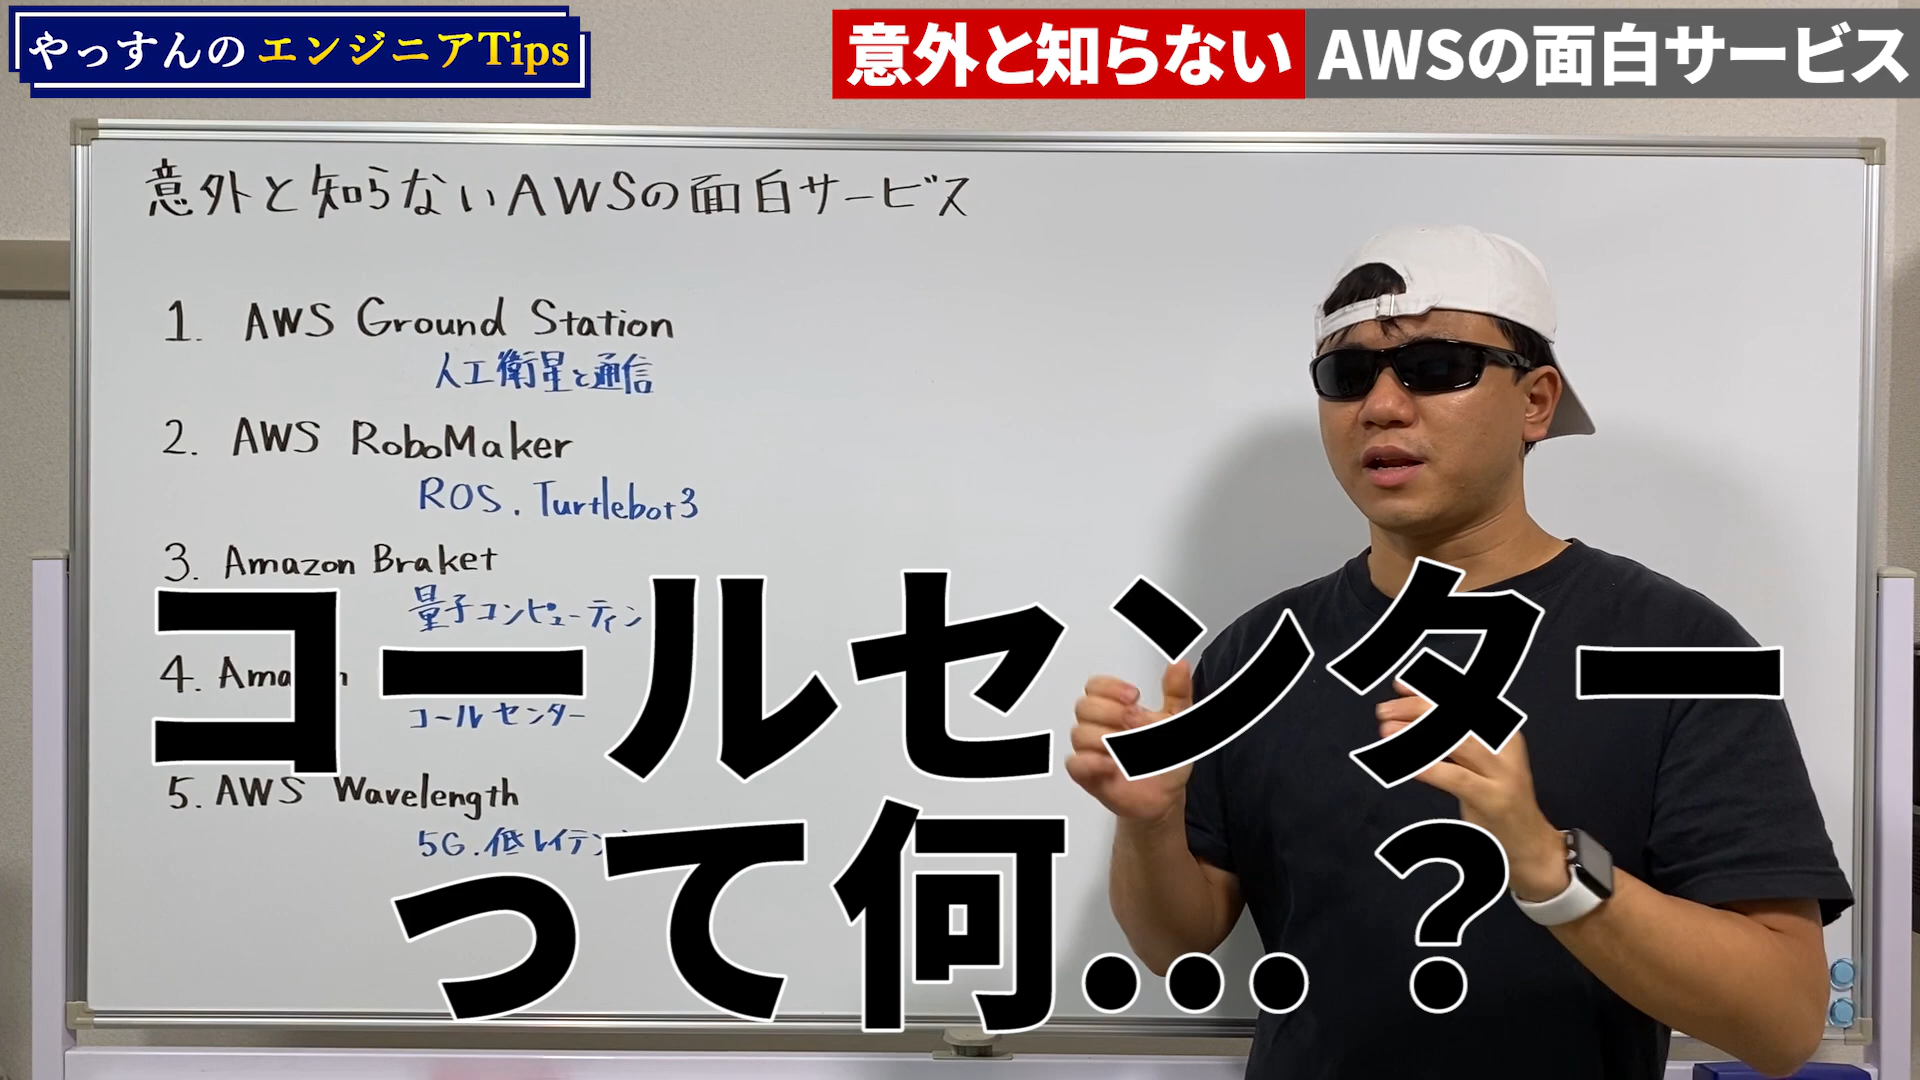 やっすんのエンジニアTips
意外と知らない AWSの面白サービス
意外と知らないAWSの面白サービス
1. AWS Ground Station
人工衛星と通信
2. AWS RoboMaker
ROS. Turtlebot3
3. Amazon Braket
量子コンピューティン
4.
コールセンター
5. AWS Wavelength
5G.低レイテン
コールセンター
って何...?